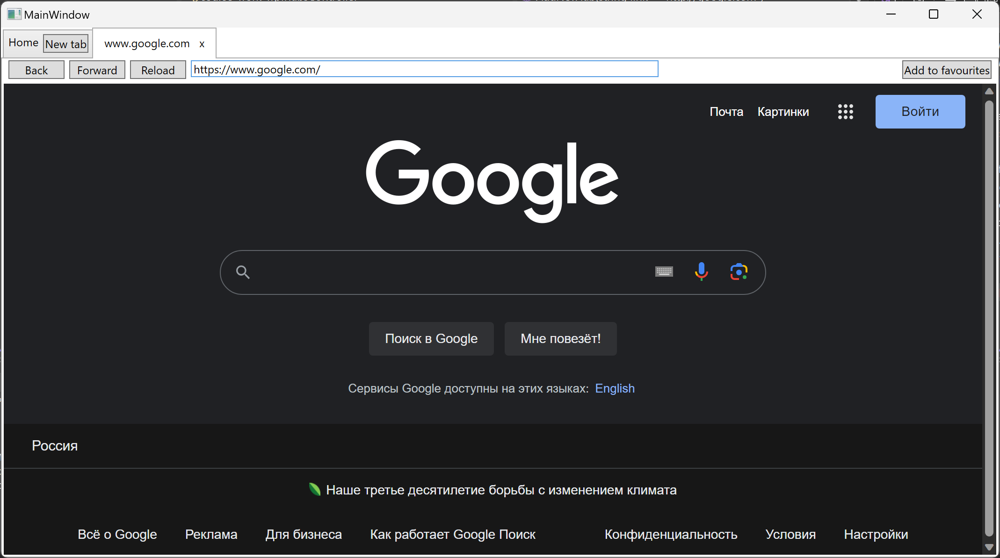 MainWindow
Home New tab www.google.com x
Back Forward Reload https://www.google.com/ Add to favourites
Почта Картинки Войти
Google
Поиск в Google Мне повезёт!
Сервисы Google доступны на этих языках: English
Россия
Наше третье десятилетие борьбы с изменением климата
Всё о Google Реклама Для бизнеса Как работает Google Поиск Конфиденциальность Условия Настройки